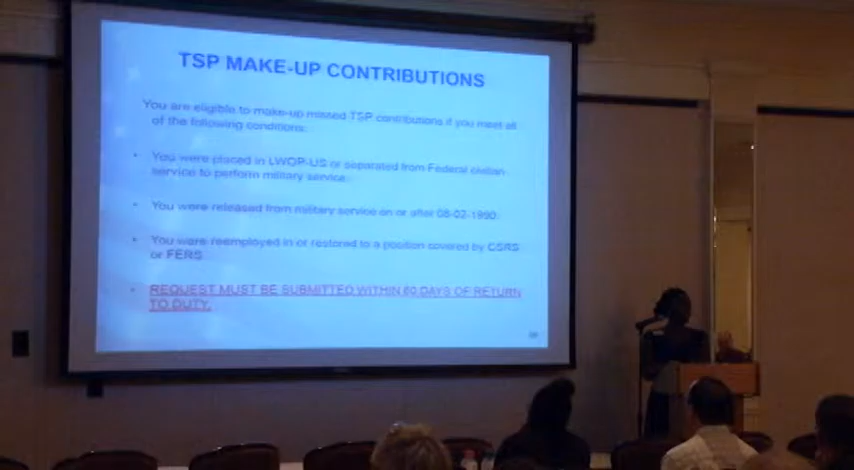 TSP MAKE-UP CONTRIBUTIONS
You are eligible to make-up missed TSP contributions if you meet all
of the following conditions:
• You were placed in LWOP-US or separated from Federal civilian
service to perform military service.
• You were released from military service on or after 08-02-1990.
• You were reemployed in or restored to a position covered by CSRS
or FERS
• REQUEST MUST BE SUBMITTED WITHIN 60 DAYS OF RETURN
TO DUTY.